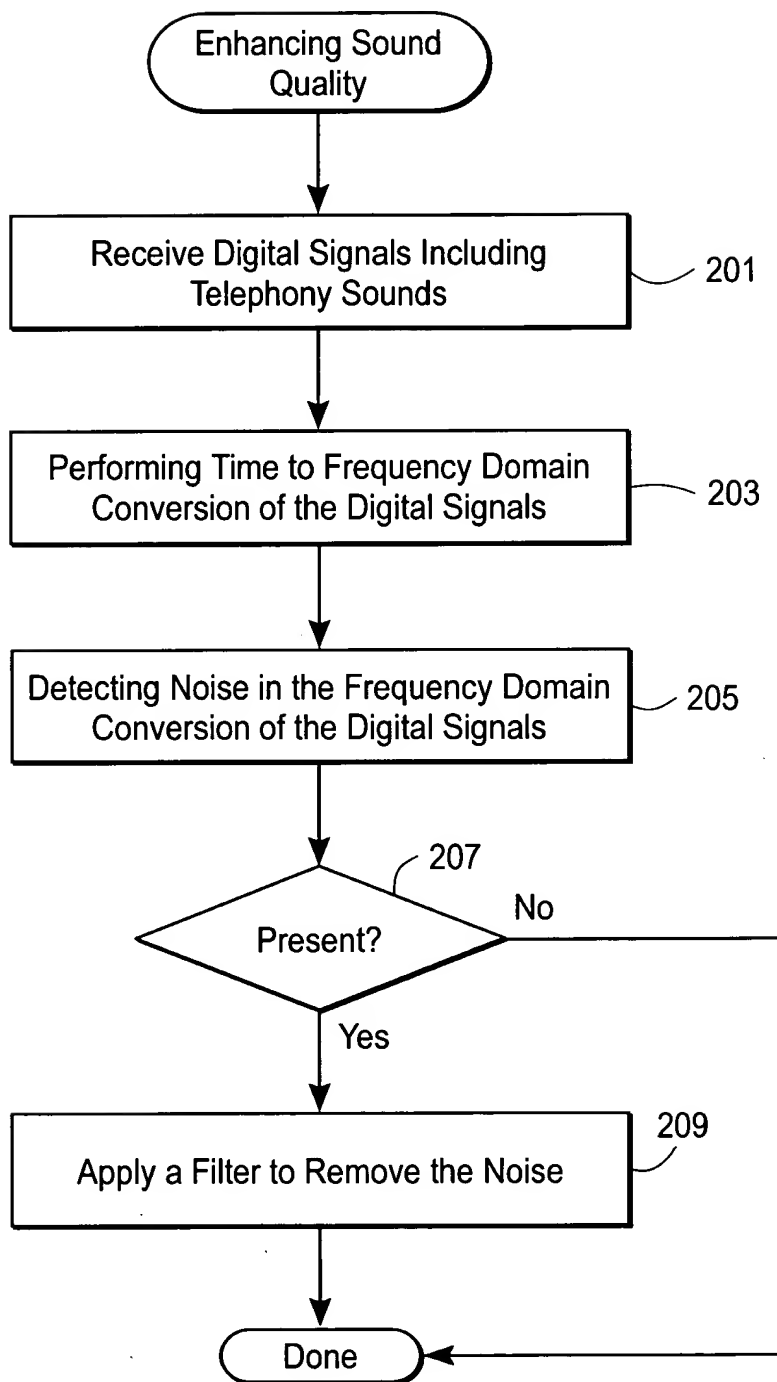 Enhancing Sound
Quality
Receive Digital Signals Including
Telephony Sounds
201
Performing Time to Frequency Domain
Conversion of the Digital Signals
203
Detecting Noise in the Frequency Domain
Conversion of the Digital Signals
205
207
Present?
No
Yes
Apply a Filter to Remove the Noise
209
Done